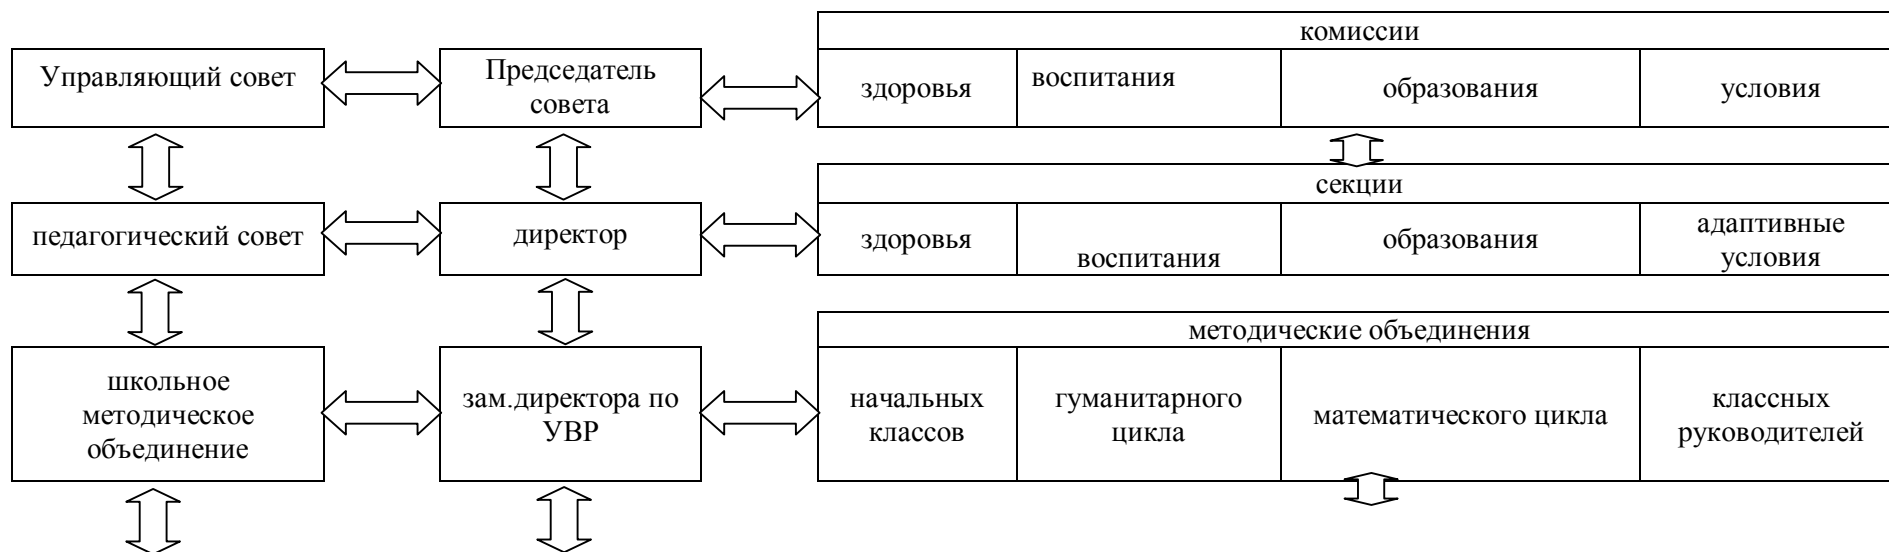 комиссии
Управляющий совет
Председатель
совета
здоровья
воспитания
образования
условия
секции
педагогический совет
директор
здоровья
воспитания
образования
адаптивные
условия
методические объединения
школьное
методическое
объединение
зам.директора по
УВР
начальных
классов
гуманитарного
цикла
математического цикла
классных
руководителей